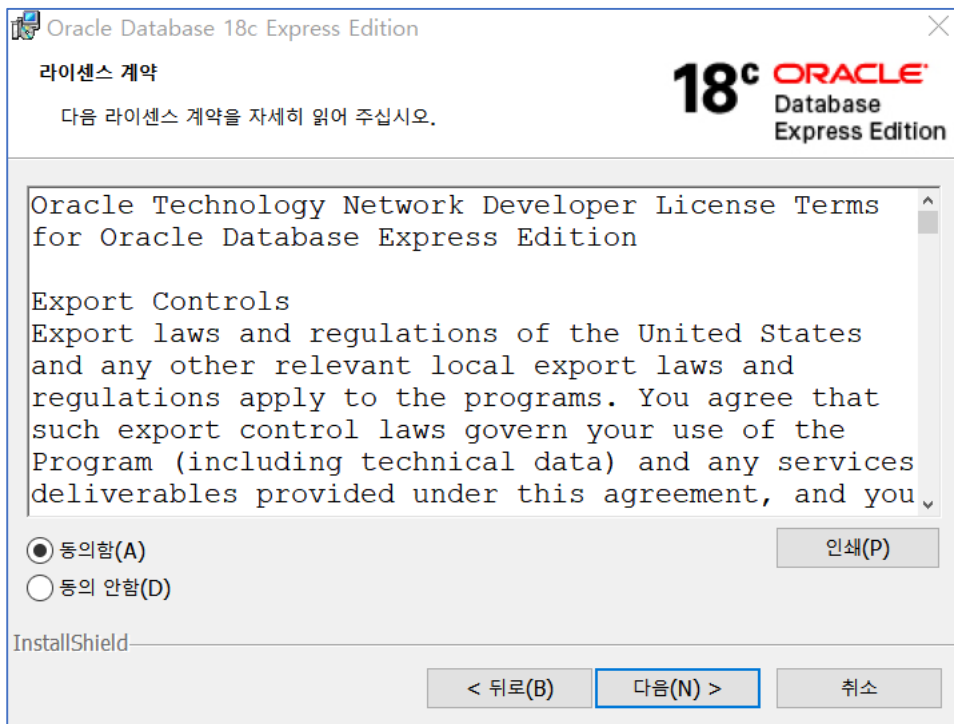 Oracle Database 18c Express Edition
라이센스 계약
다음 라이센스 계약을 자세히 읽어 주십시오.
18c ORACLE
Database
Express Edition
Oracle Technology Network Developer License Terms
for Oracle Database Express Edition
Export Controls
Export laws and regulations of the United States
and any other relevant local export laws and
regulations apply to the programs. You agree that
such export control laws govern your use of the
Program (including technical data) and any services
deliverables provided under this agreement, and you
동의함(A)
인쇄(P)
동의 안함(D)
InstallShield
< 뒤로(B)
다음(N) >
취소